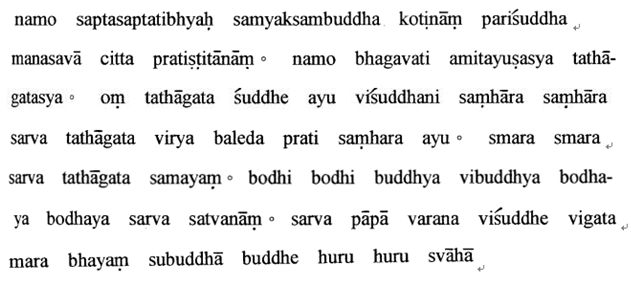 namo saptasaptatibhyaḥ samyaksambuddha kotịnāṃ pariśuddha
manasavā citta pratiṣṭitānāṃ。 namo bhagavati amitayuṣasya tathā-
gatasya。 oṃ tathāgata śuddhe ayu viśuddhani saṃhāra saṃhāra
sarva tathāgata virya baleda prati saṃhara ayu。 smara smara
sarva tathāgata samayaṃ。 bodhi bodhi buddhya vibuddhya bodha-
ya bodhaya sarva satvanāṃ。 sarva pāpā varana viśuddhe vigata
mara bhayaṃ subuddhā buddhe huru huru svāhā